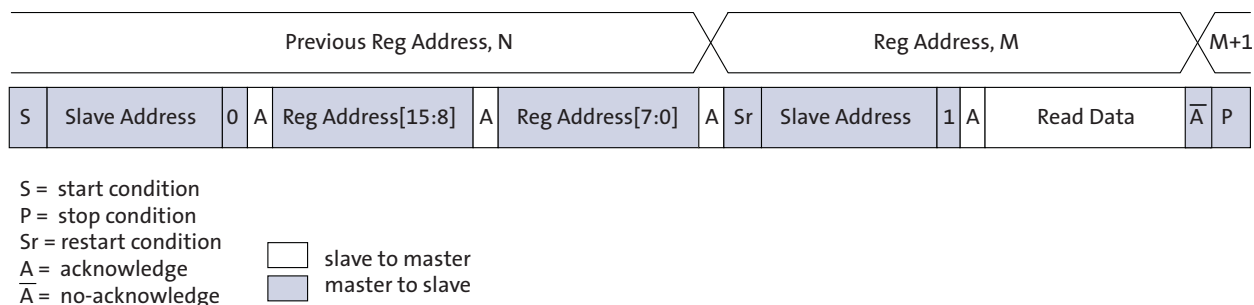 Previous Reg Address, N Reg Address, M M+1
S Slave Address 0 A Reg Address[15:8] A Reg Address[7:0] A Sr Slave Address 1 A Read Data A̅ P
S = start condition
P = stop condition
Sr = restart condition
A = acknowledge
A̅ = no-acknowledge
slave to master
master to slave